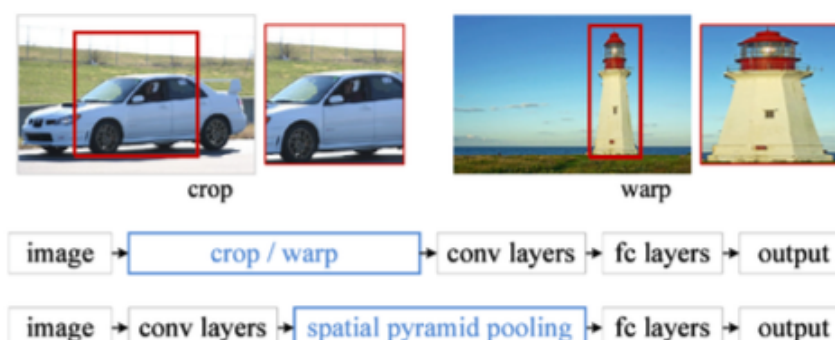 crop warp
image crop / warp conv layers fc layers output
image conv layers spatial pyramid pooling fc layers output